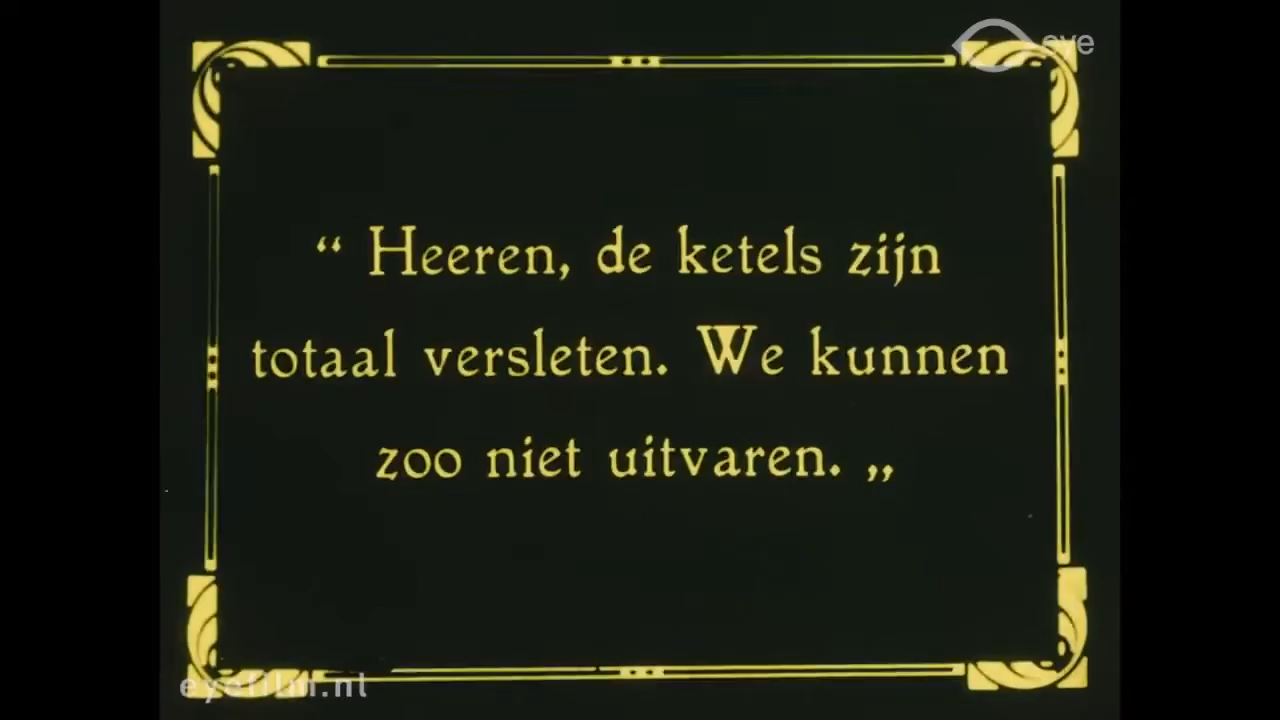 eye
“ Heeren, de ketels zijn
totaal versleten. We kunnen
zoo niet uitvaren. „
eyefilm.nl